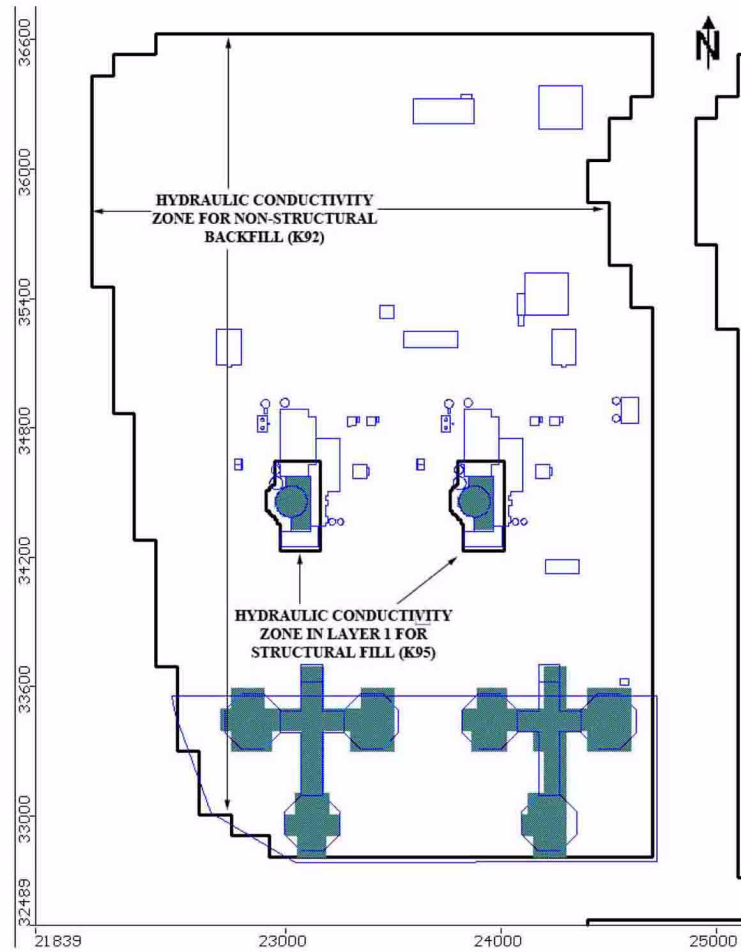 36600
N
36000
HYDRAULIC CONDUCTIVITY
ZONE FOR NON-STRUCTURAL
BACKFILL (K92)
35400
34800
34200
HYDRAULIC CONDUCTIVITY
ZONE IN LAYER 1 FOR
STRUCTURAL FILL (K95)
33600
33000
32489
21839 23000 24000 25000